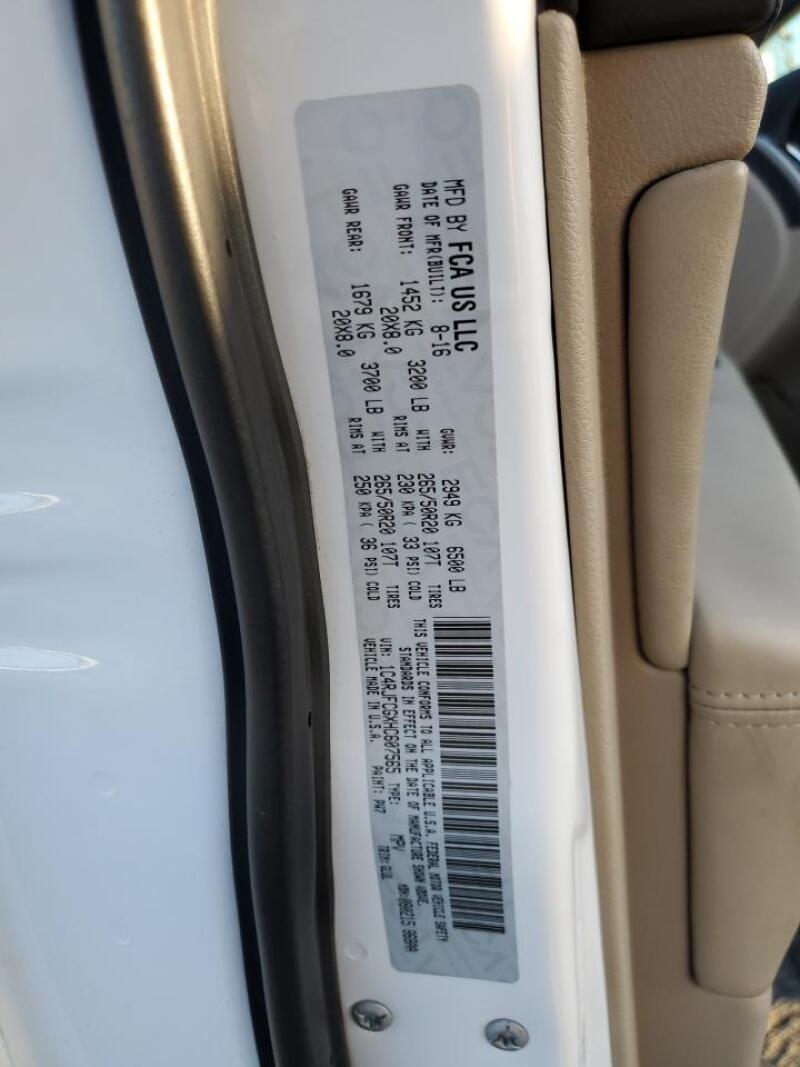 MFD BY FCA US LLC
DATE OF MFR(BUILT): 8-16 GVWR: 2949 KG 6500 LB
GAWR FRONT: 1452 KG 3200 LB WITH 265/50R20 107T TIRES
20X8.0 RIMS AT 230 KPA ( 33 PSI) COLD
GAWR REAR: 1679 KG 3700 LB WITH 265/50R20 107T TIRES
20X8.0 RIMS AT 250 KPA ( 36 PSI) COLD
THIS VEHICLE CONFORMS TO ALL APPLICABLE U.S.A. FEDERAL MOTOR VEHICLE SAFETY
STANDARDS IN EFFECT ON THE DATE OF MANUFACTURE SHOWN ABOVE.
VIN: 1C4RJFCGXHC607565 TYPE: MPV
VEHICLE MADE IN U.S.A. PAINT: PW7 TRIM: